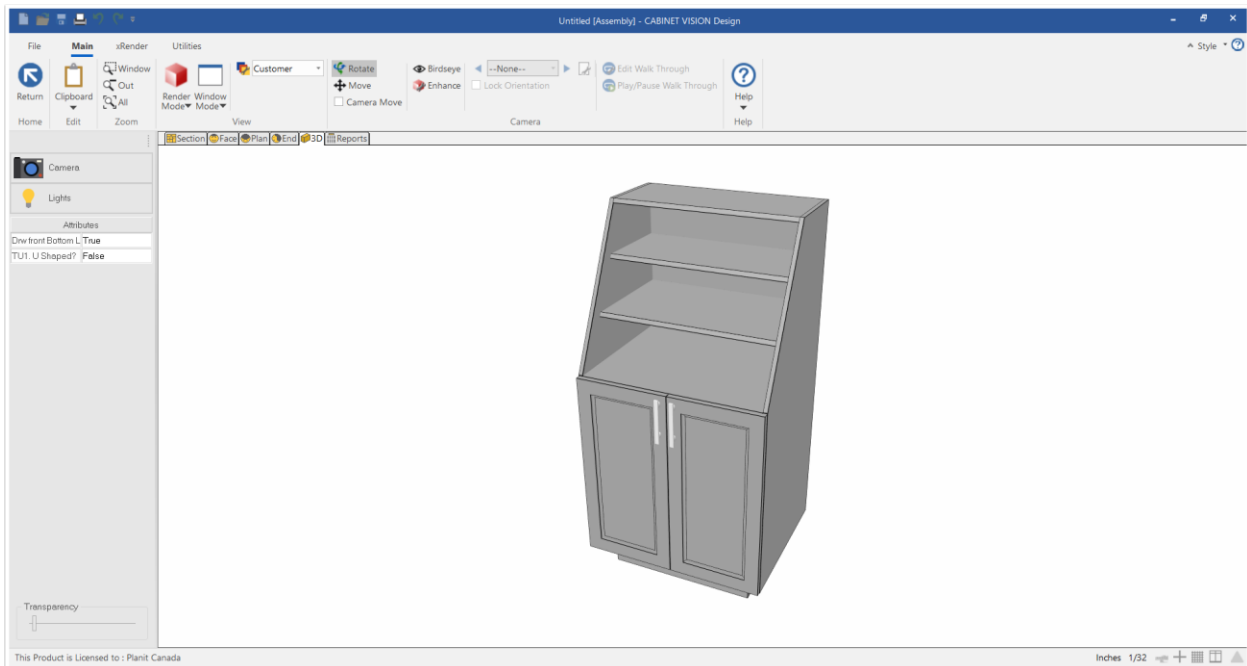 Untitled [Assembly] - CABINET VISION Design
File Main xRender Utilities
Style
Return
Clipboard
Window
Out
All
Render Mode
Window Mode
Customer
Rotate
Move
Camera Move
Birdseye
Enhance
--None--
Lock Orientation
Edit Walk Through
Play/Pause Walk Through
Help
Home Edit Zoom View Camera Help
Section Face Plan End 3D Reports
Camera
Lights
Attributes
Drw front Bottom L True
TU1. U Shaped? False
Transparency
This Product is Licensed to : Planit Canada
Inches 1/32